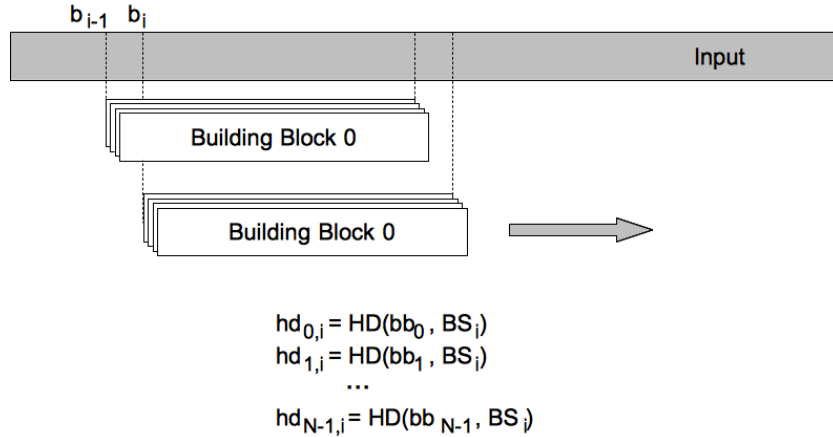 b i-1 b i
Input
Building Block 0
Building Block 0
hd 0,i = HD(bb 0 , BS i)
hd 1,i = HD(bb 1 , BS i)
...
hd N-1,i = HD(bb N-1 , BS i)